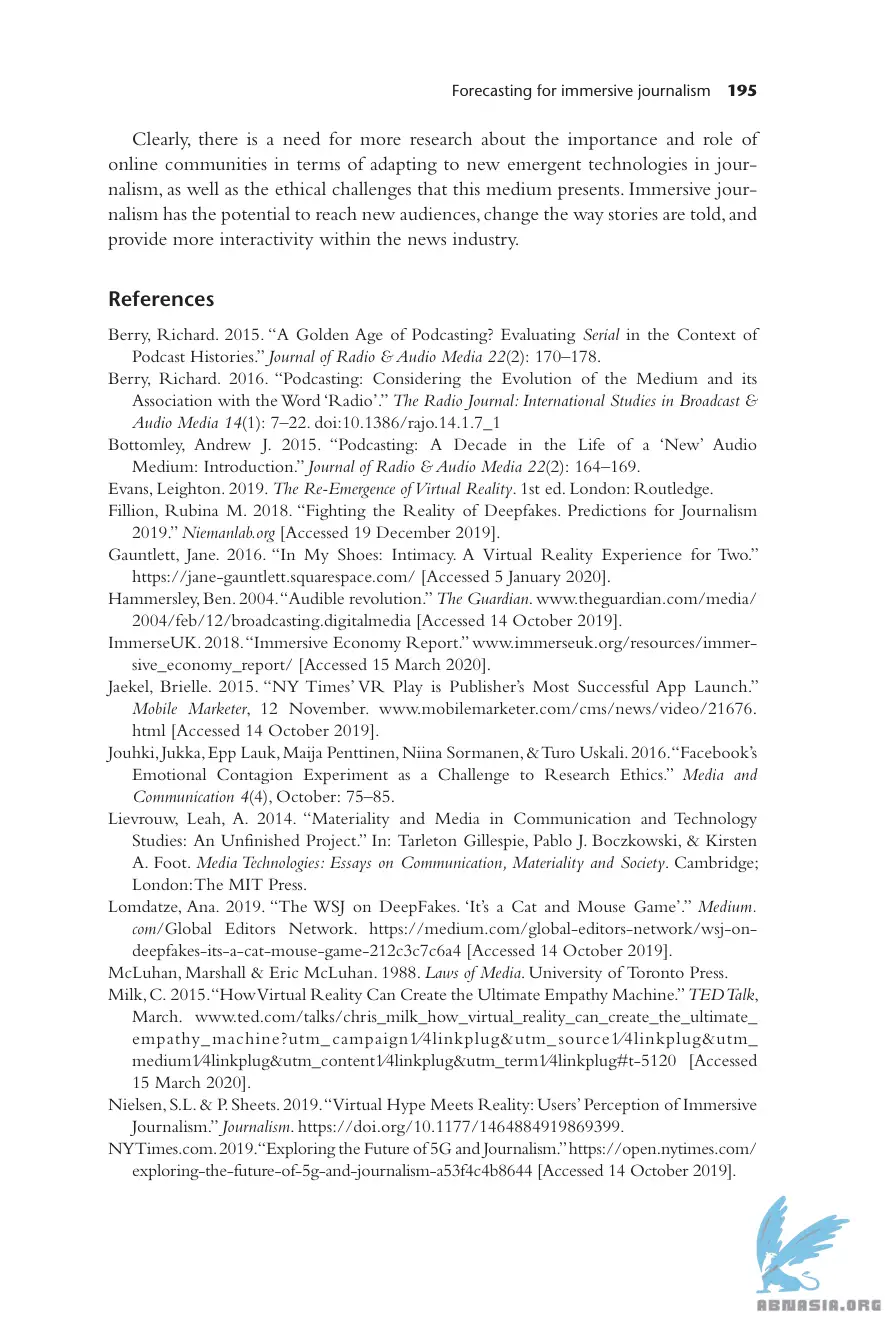 Forecasting for immersive journalism 195
Clearly, there is a need for more research about the importance and role of
online communities in terms of adapting to new emergent technologies in jour-
nalism, as well as the ethical challenges that this medium presents. Immersive jour-
nalism has the potential to reach new audiences, change the way stories are told, and
provide more interactivity within the news industry.
References
Berry, Richard. 2015. “A Golden Age of Podcasting? Evaluating Serial in the Context of
Podcast Histories.” Journal of Radio & Audio Media 22(2): 170–178.
Berry, Richard. 2016. “Podcasting: Considering the Evolution of the Medium and its
Association with the Word ‘Radio’.” The Radio Journal: International Studies in Broadcast &
Audio Media 14(1): 7–22. doi:10.1386/rajo.14.1.7_1
Bottomley, Andrew J. 2015. “Podcasting: A Decade in the Life of a ‘New’ Audio
Medium: Introduction.” Journal of Radio & Audio Media 22(2): 164–169.
Evans, Leighton. 2019. The Re-Emergence of Virtual Reality. 1st ed. London: Routledge.
Fillion, Rubina M. 2018. “Fighting the Reality of Deepfakes. Predictions for Journalism
2019.” Niemanlab.org [Accessed 19 December 2019].
Gauntlett, Jane. 2016. “In My Shoes: Intimacy. A Virtual Reality Experience for Two.”
https://jane-gauntlett.squarespace.com/ [Accessed 5 January 2020].
Hammersley, Ben. 2004. “Audible revolution.” The Guardian. www.theguardian.com/media/
2004/feb/12/broadcasting.digitalmedia [Accessed 14 October 2019].
ImmerseUK. 2018. “Immersive Economy Report.” www.immerseuk.org/resources/immer-
sive_economy_report/ [Accessed 15 March 2020].
Jaekel, Brielle. 2015. “NY Times’ VR Play is Publisher’s Most Successful App Launch.”
Mobile Marketer, 12 November. www.mobilemarketer.com/cms/news/video/21676.
html [Accessed 14 October 2019].
Jouhki, Jukka, Epp Lauk, Maija Penttinen, Niina Sormanen, & Turo Uskali. 2016. “Facebook’s
Emotional Contagion Experiment as a Challenge to Research Ethics.” Media and
Communication 4(4), October: 75–85.
Lievrouw, Leah, A. 2014. “Materiality and Media in Communication and Technology
Studies: An Unfinished Project.” In: Tarleton Gillespie, Pablo J. Boczkowski, & Kirsten
A. Foot. Media Technologies: Essays on Communication, Materiality and Society. Cambridge;
London: The MIT Press.
Lomdatze, Ana. 2019. “The WSJ on DeepFakes. ‘It’s a Cat and Mouse Game’.” Medium.
com/Global Editors Network. https://medium.com/global-editors-network/wsj-on-
deepfakes-its-a-cat-mouse-game-212c3c7c6a4 [Accessed 14 October 2019].
McLuhan, Marshall & Eric McLuhan. 1988. Laws of Media. University of Toronto Press.
Milk, C. 2015. “How Virtual Reality Can Create the Ultimate Empathy Machine.” TED Talk,
March. www.ted.com/talks/chris_milk_how_virtual_reality_can_create_the_ultimate_
empathy_machine?utm_campaign1⁄4linkplug&utm_source1⁄4linkplug&utm_
medium1⁄4linkplug&utm_content1⁄4linkplug&utm_term1⁄4linkplug#t-5120 [Accessed
15 March 2020].
Nielsen, S.L. & P. Sheets. 2019. “Virtual Hype Meets Reality: Users’ Perception of Immersive
Journalism.” Journalism. https://doi.org/10.1177/1464884919869399.
NYTimes.com. 2019. “Exploring the Future of 5G and Journalism.” https://open.nytimes.com/
exploring-the-future-of-5g-and-journalism-a53f4c4b8644 [Accessed 14 October 2019].
ABNASIA.ORG